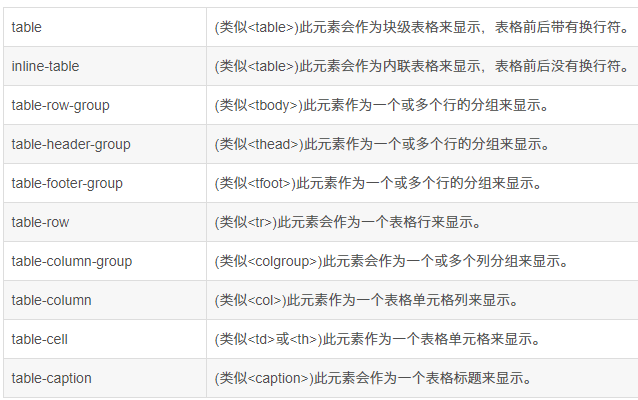 table (类似<table>)此元素会作为块级表格来显示，表格前后带有换行符。
inline-table (类似<table>)此元素会作为内联表格来显示，表格前后没有换行符。
table-row-group (类似<tbody>)此元素作为一个或多个行的分组来显示。
table-header-group (类似<thead>)此元素作为一个或多个行的分组来显示。
table-footer-group (类似<tfoot>)此元素作为一个或多个行的分组来显示。
table-row (类似<tr>)此元素会作为一个表格行来显示。
table-column-group (类似<colgroup>)此元素会作为一个或多个列分组来显示。
table-column (类似<col>)此元素作为一个表格单元格列来显示。
table-cell (类似<td>或<th>)此元素作为一个表格单元格来显示。
table-caption (类似<caption>)此元素会作为一个表格标题来显示。